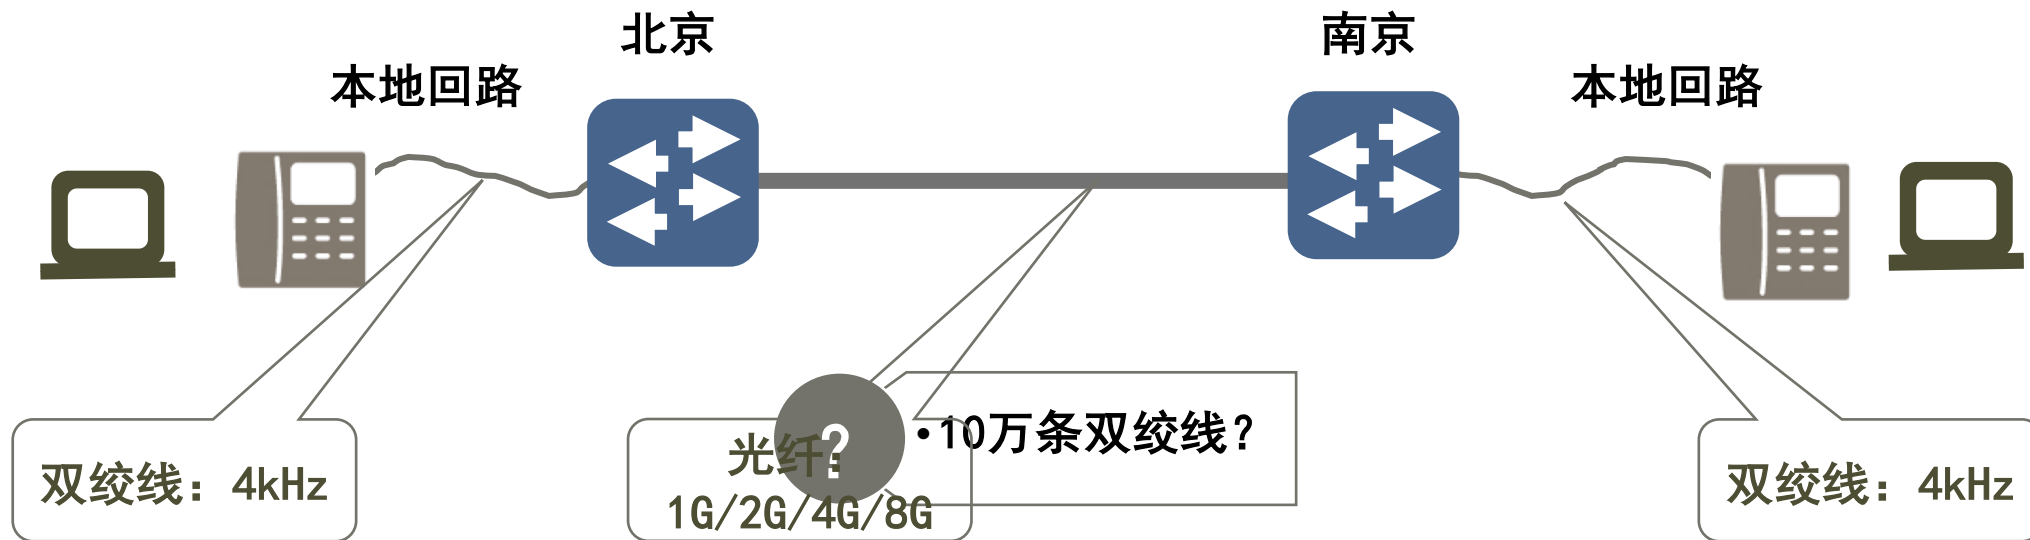 北京
南京
本地回路
本地回路
?
•10万条双绞线?
光纤:
1G/2G/4G/8G
双绞线: 4kHz
双绞线: 4kHz